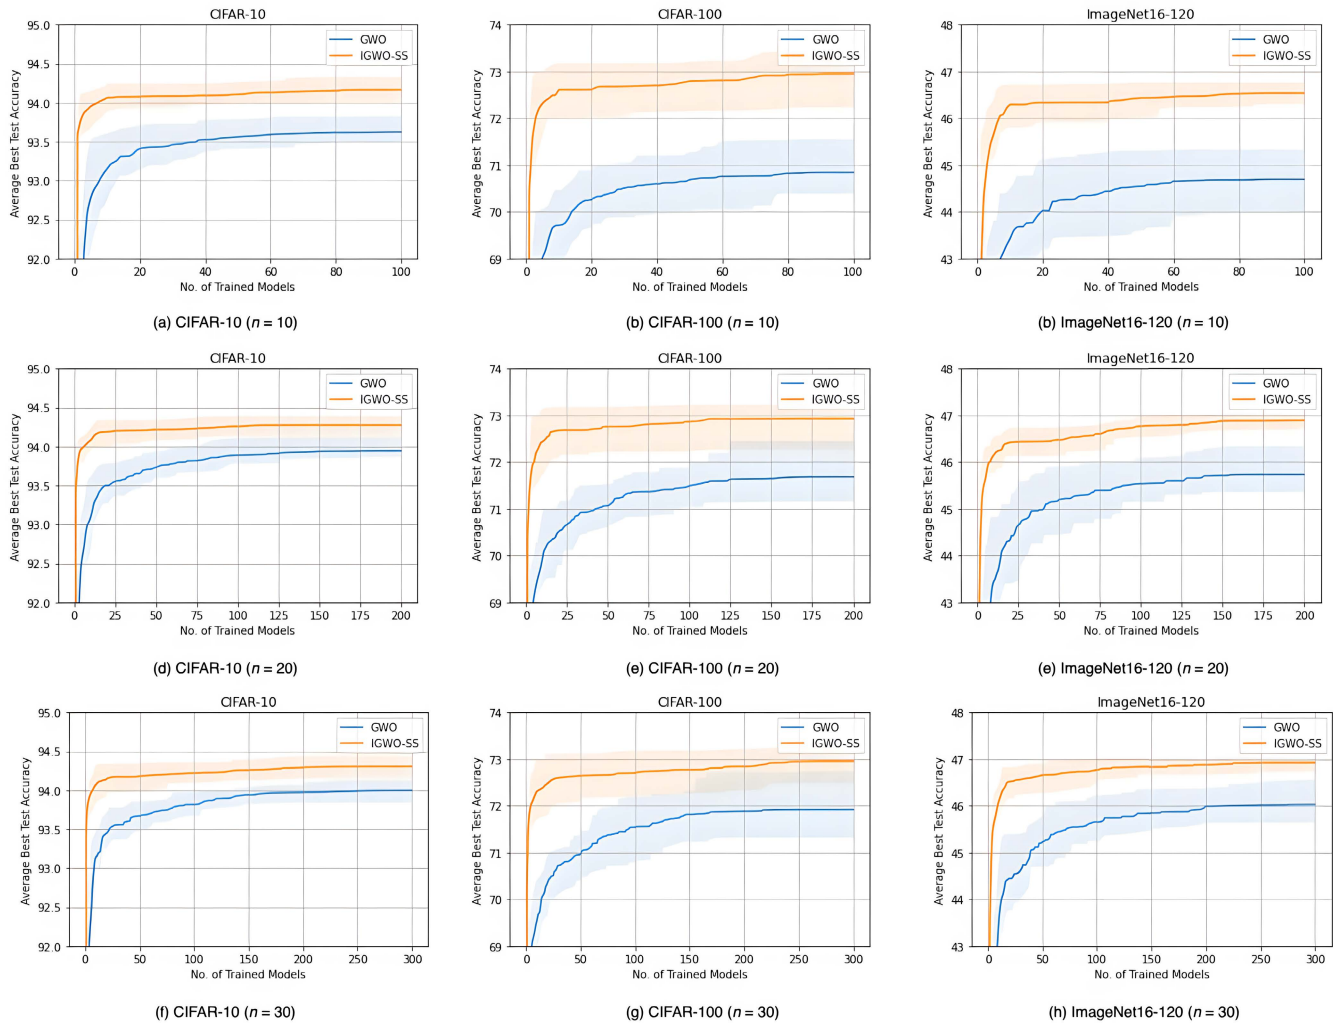 CIFAR-10
95.0
94.5
94.0
93.5
93.0
92.5
92.0
Average Best Test Accuracy
GWO
IGWO-SS
0 20 40 60 80 100
No. of Trained Models
(a) CIFAR-10 (n = 10)
CIFAR-100
74
73
72
71
70
69
Average Best Test Accuracy
GWO
IGWO-SS
0 20 40 60 80 100
No. of Trained Models
(b) CIFAR-100 (n = 10)
ImageNet16-120
48
47
46
45
44
43
Average Best Test Accuracy
GWO
IGWO-SS
0 20 40 60 80 100
No. of Trained Models
(b) ImageNet16-120 (n = 10)
CIFAR-10
95.0
94.5
94.0
93.5
93.0
92.5
92.0
Average Best Test Accuracy
GWO
IGWO-SS
0 25 50 75 100 125 150 175 200
No. of Trained Models
(d) CIFAR-10 (n = 20)
CIFAR-100
74
73
72
71
70
69
Average Best Test Accuracy
GWO
IGWO-SS
0 25 50 75 100 125 150 175 200
No. of Trained Models
(e) CIFAR-100 (n = 20)
ImageNet16-120
48
47
46
45
44
43
Average Best Test Accuracy
GWO
IGWO-SS
0 25 50 75 100 125 150 175 200
No. of Trained Models
(e) ImageNet16-120 (n = 20)
CIFAR-10
95.0
94.5
94.0
93.5
93.0
92.5
92.0
Average Best Test Accuracy
GWO
IGWO-SS
0 50 100 150 200 250 300
No. of Trained Models
(f) CIFAR-10 (n = 30)
CIFAR-100
74
73
72
71
70
69
Average Best Test Accuracy
GWO
IGWO-SS
0 50 100 150 200 250 300
No. of Trained Models
(g) CIFAR-100 (n = 30)
ImageNet16-120
48
47
46
45
44
43
Average Best Test Accuracy
GWO
IGWO-SS
0 50 100 150 200 250 300
No. of Trained Models
(h) ImageNet16-120 (n = 30)